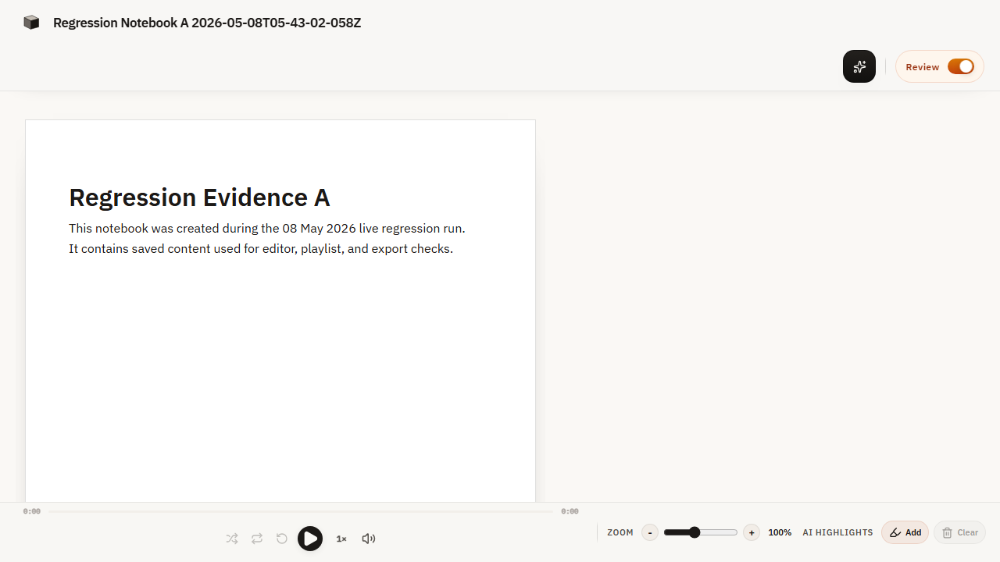 Regression Notebook A 2026-05-08T05-43-02-058Z
Review
Regression Evidence A
This notebook was created during the 08 May 2026 live regression run.
It contains saved content used for editor, playlist, and export checks.
0:00
0:00
1×
ZOOM
-
+
100%
AI HIGHLIGHTS
Add
Clear